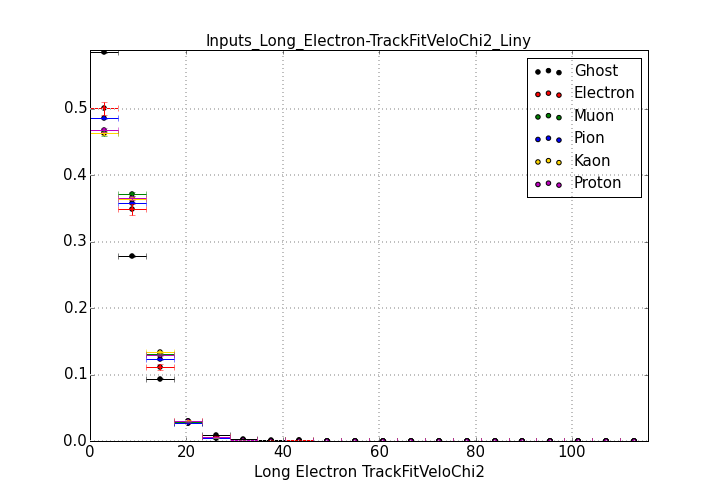 Inputs_Long_Electron-TrackFitVeloChi2_Liny
Ghost
Electron
Muon
Pion
Kaon
Proton
0.5
0.4
0.3
0.2
0.1
0.0
0 20 40 60 80 100
Long Electron TrackFitVeloChi2